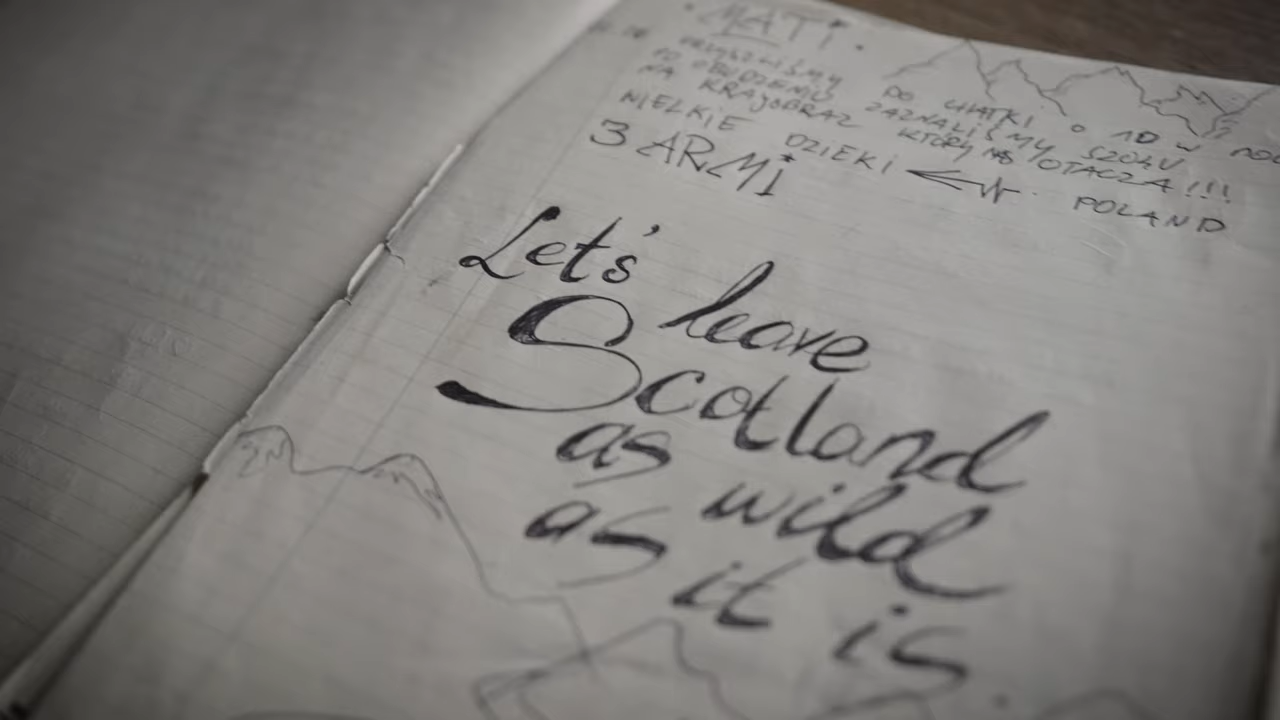 MATI.
PRZYSZLIŚMY DO CHATKI O 10 W NOCY
PO OBUDZENIU ZAZNALIŚMY SZOKU
NA KRAJOBRAZ KTÓRY NAS OTACZA!!!
WIELKIE DZIEKI
3 ARMI POLAND
Let's
leave
Scotland
as wild
as it is.